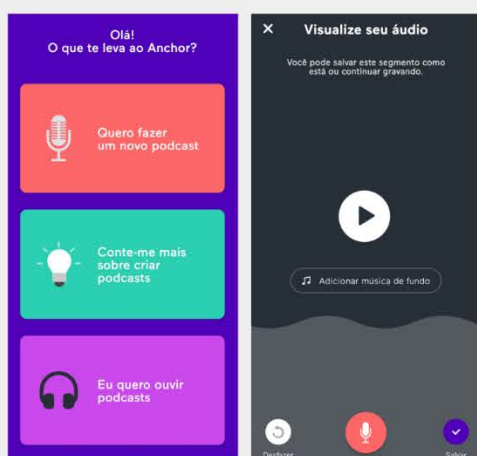 Olá!
O que te leva ao Anchor?
Quero fazer
um novo podcast
Conte-me mais
sobre criar
podcasts
Eu quero ouvir
podcasts
Visualize seu áudio
Você pode salvar este segmento como
está ou continuar gravando.
Adicionar música de fundo
Desfazer
Salvar